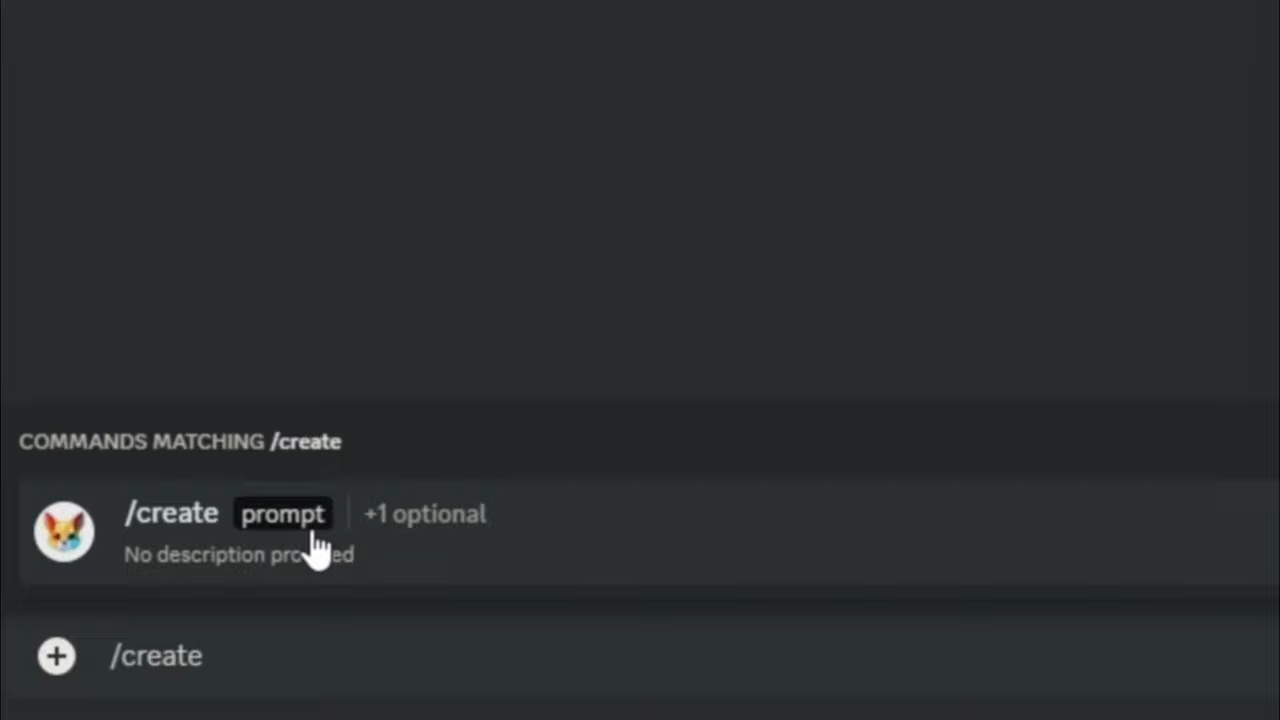 COMMANDS MATCHING /create
/create prompt +1 optional
No description
/create